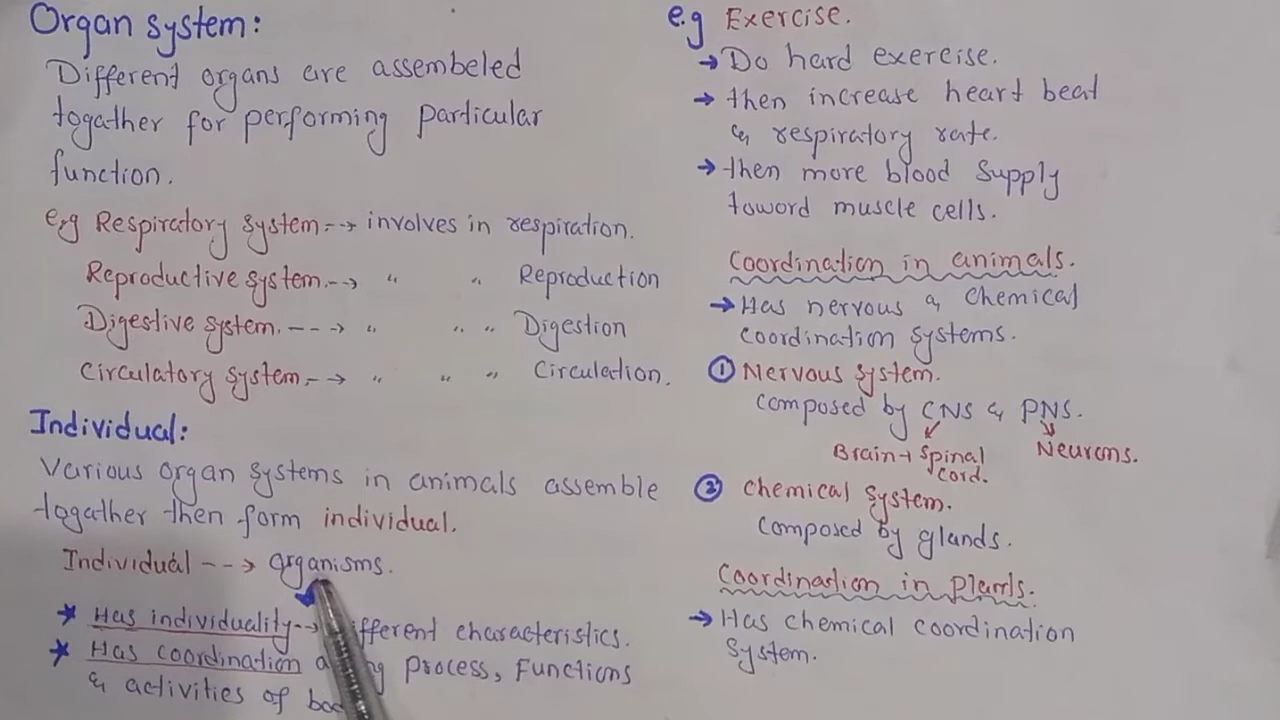 Organ system:
Different organs are assembeled
togather for performing particular
function.
e.g Respiratory system --→ involves in respiration.
Reproductive system --→ " " Reproduction
Digestive system. ---→ " " " Digestion
Circulatory system --→ " " " Circulation.
Individual:
Various organ systems in animals assemble
togather then form individual.
Individual --→ organisms.
* Has individuality --→ different characteristics.
* Has coordination process, Functions
& activities of
e.g Exercise.
→ Do hard exercise.
→ then increase heart beat
& respiratory rate.
→ then more blood supply
toword muscle cells.
Coordination in animals.
→ Has nervous & chemical
coordination systems.
① Nervous system.
composed by CNS & PNS.
Brain + Spinal Neurons.
cord.
② chemical system.
composed by glands.
Coordination in Plants.
→ Has chemical coordination
system.